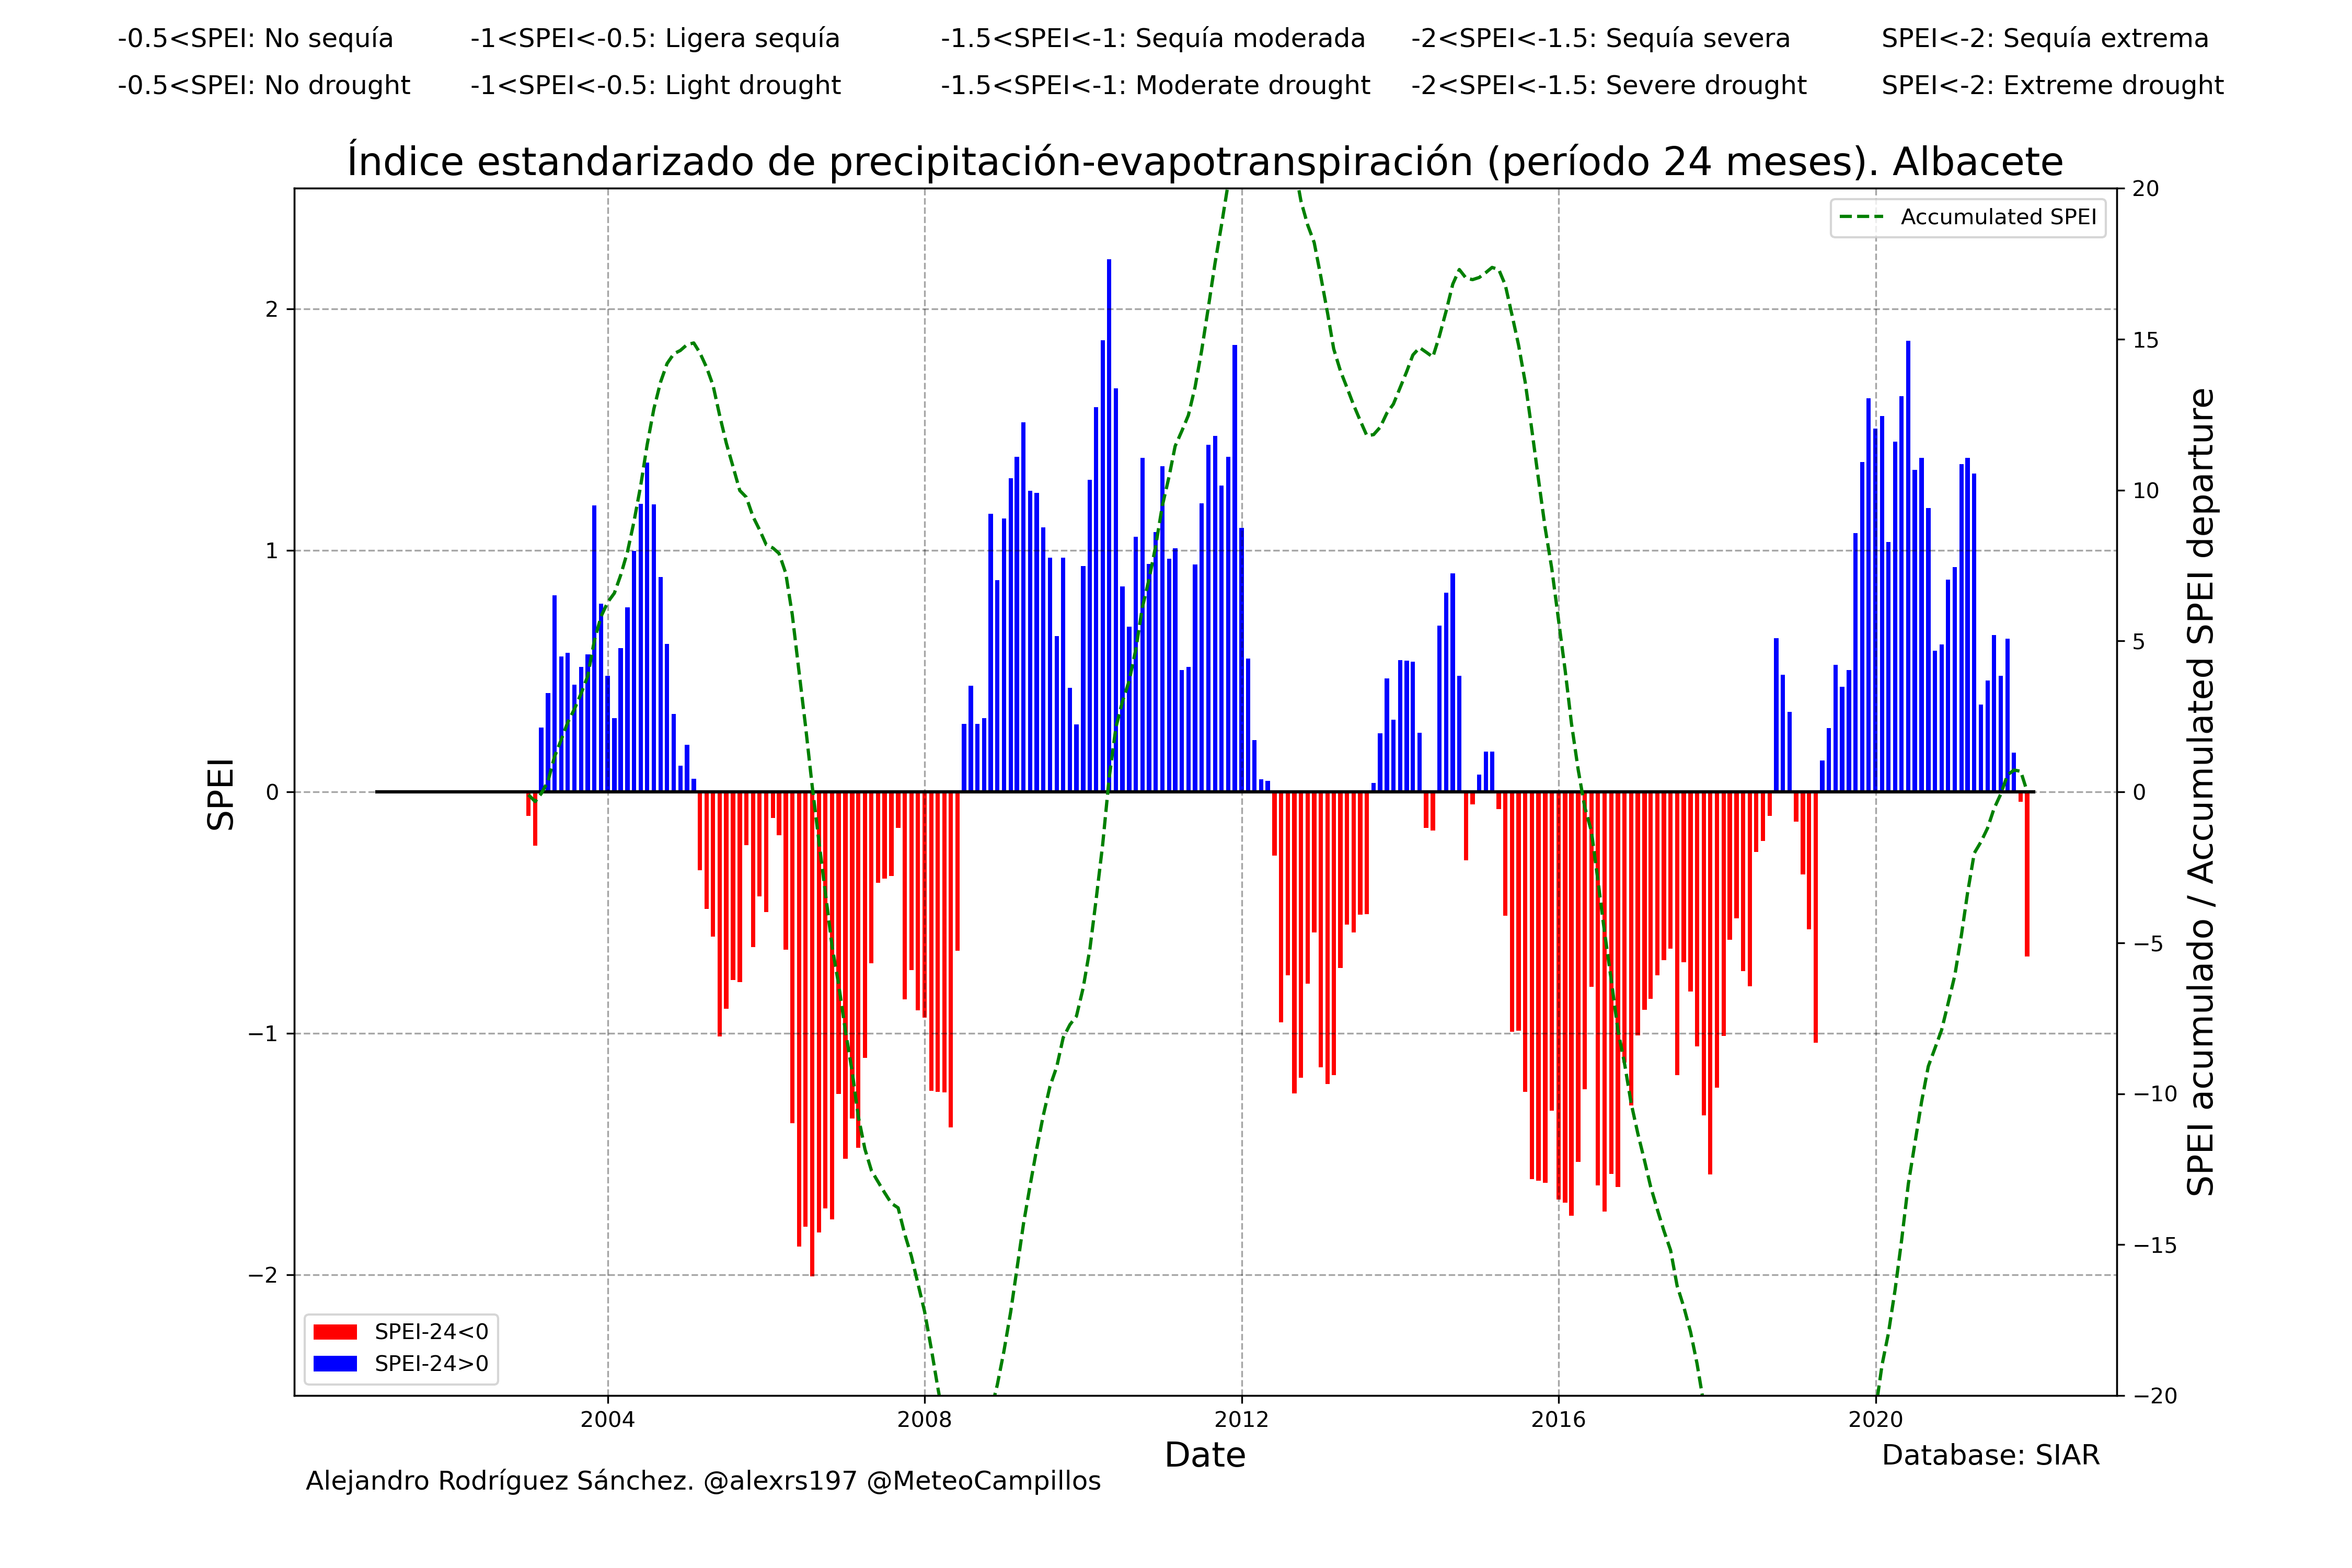 -0.5<SPEI: No sequía
-1<SPEI<-0.5: Ligera sequía
-1.5<SPEI<-1: Sequía moderada
-2<SPEI<-1.5: Sequía severa
SPEI<-2: Sequía extrema
-0.5<SPEI: No drought
-1<SPEI<-0.5: Light drought
-1.5<SPEI<-1: Moderate drought
-2<SPEI<-1.5: Severe drought
SPEI<-2: Extreme drought
Índice estandarizado de precipitación-evapotranspiración (período 24 meses). Albacete
Accumulated SPEI
2
1
0
−1
−2
SPEI
20
15
10
5
0
−5
−10
−15
−20
SPEI acumulado / Accumulated SPEI departure
SPEI-24<0
SPEI-24>0
2004
2008
2012
2016
2020
Date
Database: SIAR
Alejandro Rodríguez Sánchez. @alexrs197 @MeteoCampillos